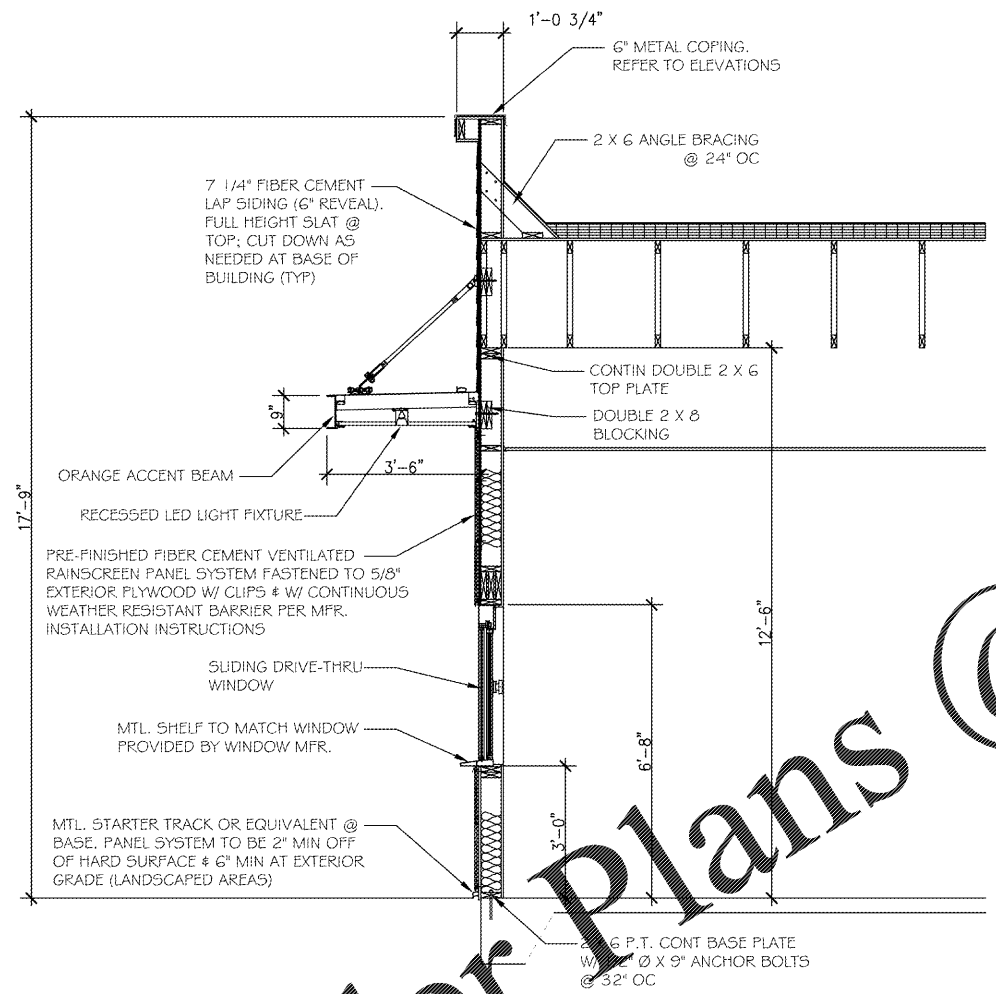 1'-0 3/4"
6" METAL COPING.
REFER TO ELEVATIONS
2 X 6 ANGLE BRACING
@ 24" OC
7 1/4" FIBER CEMENT
LAP SIDING (6" REVEAL).
FULL HEIGHT SLAT @
TOP; CUT DOWN AS
NEEDED AT BASE OF
BUILDING (TYP)
CONTIN DOUBLE 2 X 6
TOP PLATE
DOUBLE 2 X 8
BLOCKING
9"
3'-6"
ORANGE ACCENT BEAM
17'-9"
RECESSED LED LIGHT FIXTURE
PRE-FINISHED FIBER CEMENT VENTILATED
RAINSCREEN PANEL SYSTEM FASTENED TO 5/8"
EXTERIOR PLYWOOD W/ CLIPS & W/ CONTINUOUS
WEATHER RESISTANT BARRIER PER MFR.
INSTALLATION INSTRUCTIONS
12'-6"
SLIDING DRIVE-THRU
WINDOW
MTL. SHELF TO MATCH WINDOW
PROVIDED BY WINDOW MFR.
6'-8"
3'-0"
MTL. STARTER TRACK OR EQUIVALENT @
BASE. PANEL SYSTEM TO BE 2" MIN OFF
OF HARD SURFACE & 6" MIN AT EXTERIOR
GRADE (LANDSCAPED AREAS)
2 X 6 P.T. CONT BASE PLATE
W/ Ø X 9" ANCHOR BOLTS
@ 32" OC
Plans @